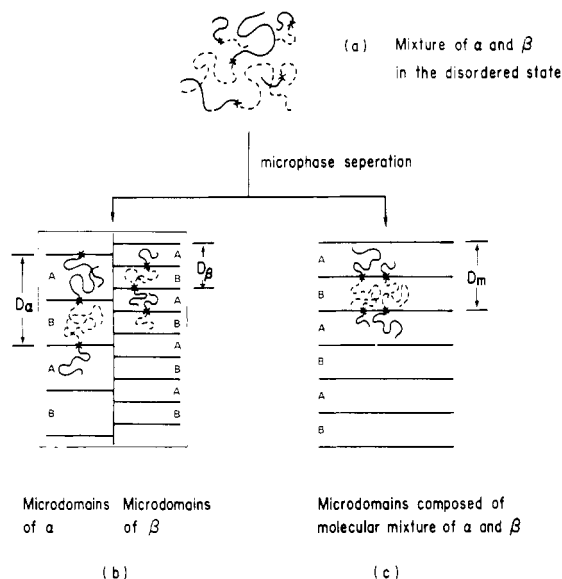 (a) Mixture of α and β
in the disordered state
microphase seperation
A
B
A
B
Dα
A
B
A
B
A
B
A
B
Dβ
A
B
A
B
A
B
Dm
Microdomains
of α
Microdomains
of β
Microdomains composed of
molecular mixture of α and β
(b)
(c)